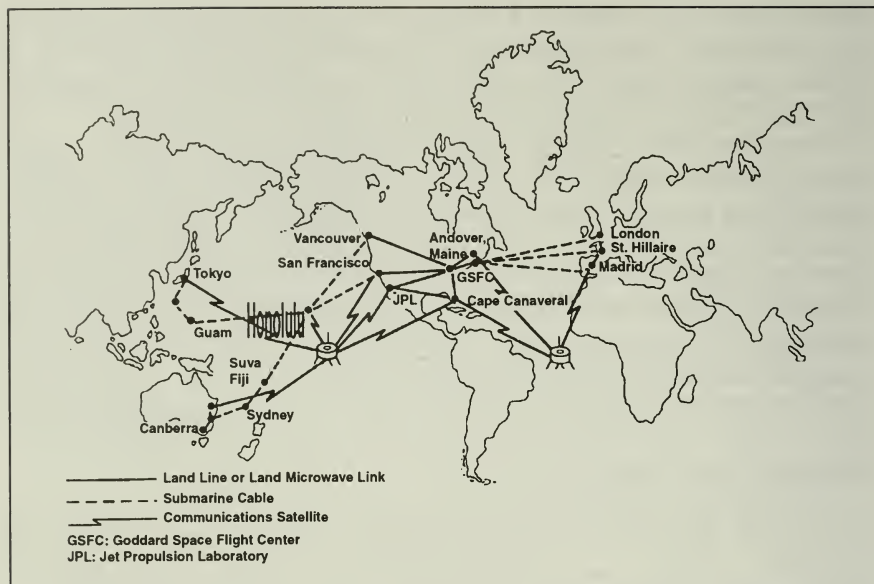 Vancouver
Andover,
Maine
London
St. Hillaire
San Francisco
Madrid
Tokyo
GSFC
JPL
Cape Canaveral
Guam
Suva
Fiji
Sydney
Canberra
Land Line or Land Microwave Link
Submarine Cable
Communications Satellite
GSFC: Goddard Space Flight Center
JPL: Jet Propulsion Laboratory